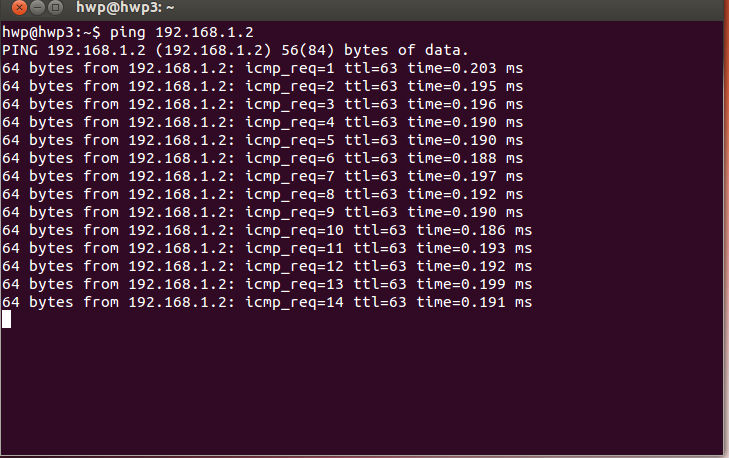 hwp@hwp3: ~
hwp@hwp3:~$ ping 192.168.1.2
PING 192.168.1.2 (192.168.1.2) 56(84) bytes of data.
64 bytes from 192.168.1.2: icmp_req=1 ttl=63 time=0.203 ms
64 bytes from 192.168.1.2: icmp_req=2 ttl=63 time=0.195 ms
64 bytes from 192.168.1.2: icmp_req=3 ttl=63 time=0.196 ms
64 bytes from 192.168.1.2: icmp_req=4 ttl=63 time=0.190 ms
64 bytes from 192.168.1.2: icmp_req=5 ttl=63 time=0.190 ms
64 bytes from 192.168.1.2: icmp_req=6 ttl=63 time=0.188 ms
64 bytes from 192.168.1.2: icmp_req=7 ttl=63 time=0.197 ms
64 bytes from 192.168.1.2: icmp_req=8 ttl=63 time=0.192 ms
64 bytes from 192.168.1.2: icmp_req=9 ttl=63 time=0.190 ms
64 bytes from 192.168.1.2: icmp_req=10 ttl=63 time=0.186 ms
64 bytes from 192.168.1.2: icmp_req=11 ttl=63 time=0.193 ms
64 bytes from 192.168.1.2: icmp_req=12 ttl=63 time=0.192 ms
64 bytes from 192.168.1.2: icmp_req=13 ttl=63 time=0.199 ms
64 bytes from 192.168.1.2: icmp_req=14 ttl=63 time=0.191 ms